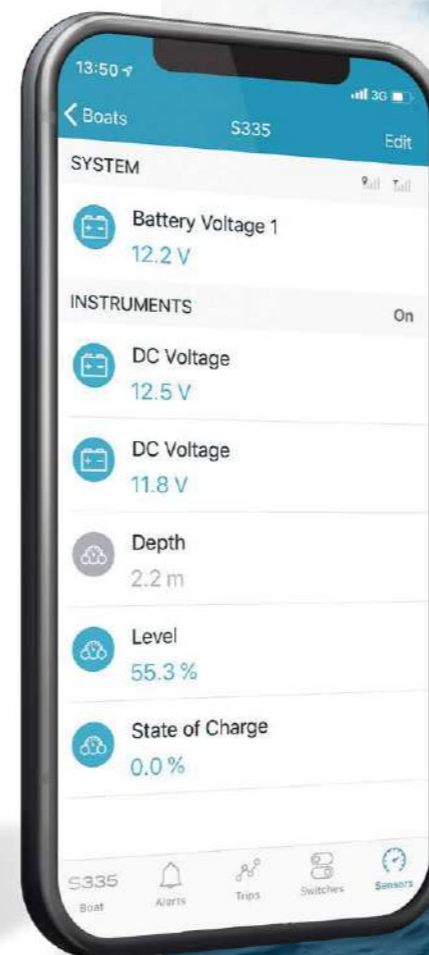 13:50
3G
Boats
S335
Edit
SYSTEM
Battery Voltage 1
12.2 V
INSTRUMENTS
On
DC Voltage
12.5 V
DC Voltage
11.8 V
Depth
2.2 m
Level
55.3 %
State of Charge
0.0 %
S335
Boat
Alerts
Trips
Switches
Sensors